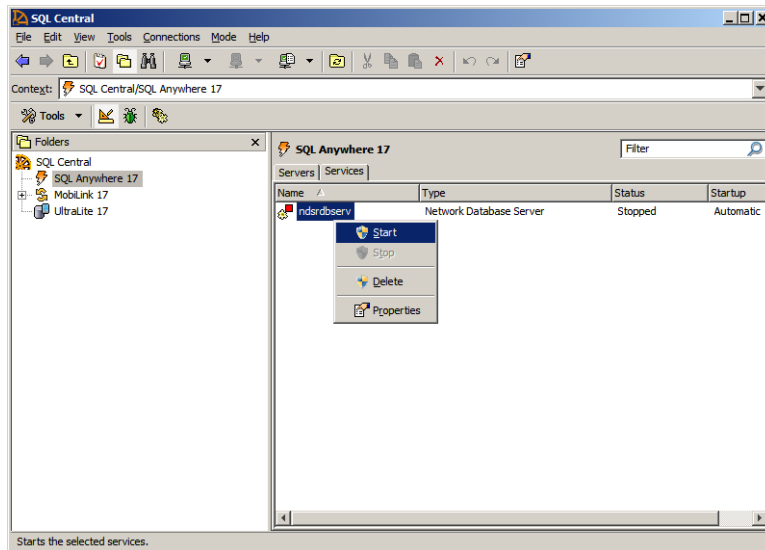 SQL Central
File Edit View Tools Connections Mode Help
Context: SQL Central/SQL Anywhere 17
Tools
Folders
SQL Central
SQL Anywhere 17
MobiLink 17
UltraLite 17
SQL Anywhere 17
Filter
Servers Services
Name Type Status Startup
ndsrdbserv Network Database Server Stopped Automatic
Start
Stop
Delete
Properties
Starts the selected services.